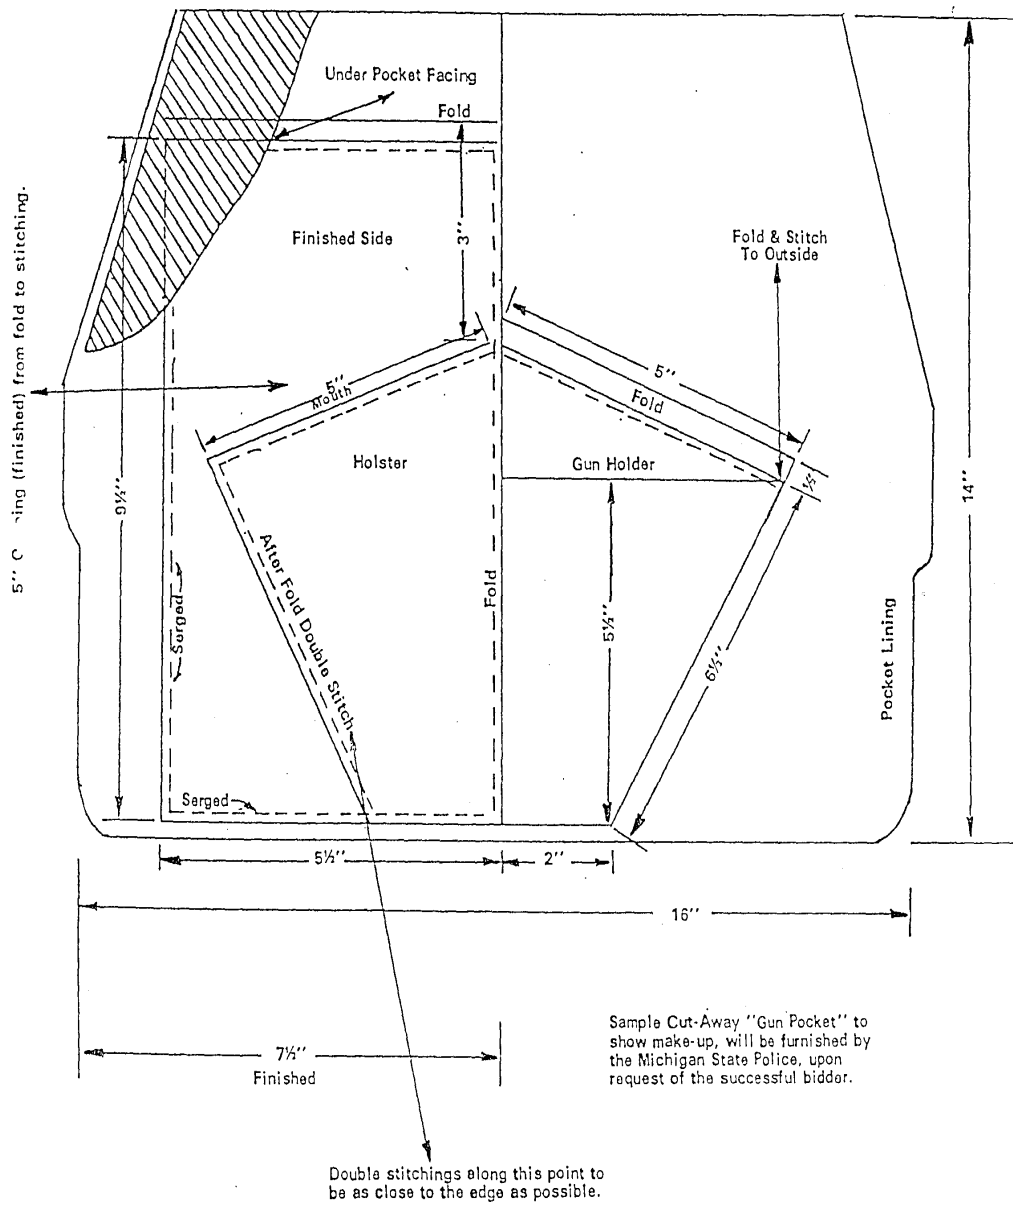 Under Pocket Facing
Fold
Finished Side
3"
Fold & Stitch
To Outside
5" (finished) from fold to stitching.
5"
Mouth
5"
Fold
Holster
Gun Holder
½"
9½"
14"
After Fold Double Stitch
Fold
Serged
5½"
6½"
Pocket Lining
Serged
5½"
2"
16"
7½"
Finished
Sample Cut-Away "Gun Pocket" to
show make-up, will be furnished by
the Michigan State Police, upon
request of the successful bidder.
Double stitchings along this point to
be as close to the edge as possible.